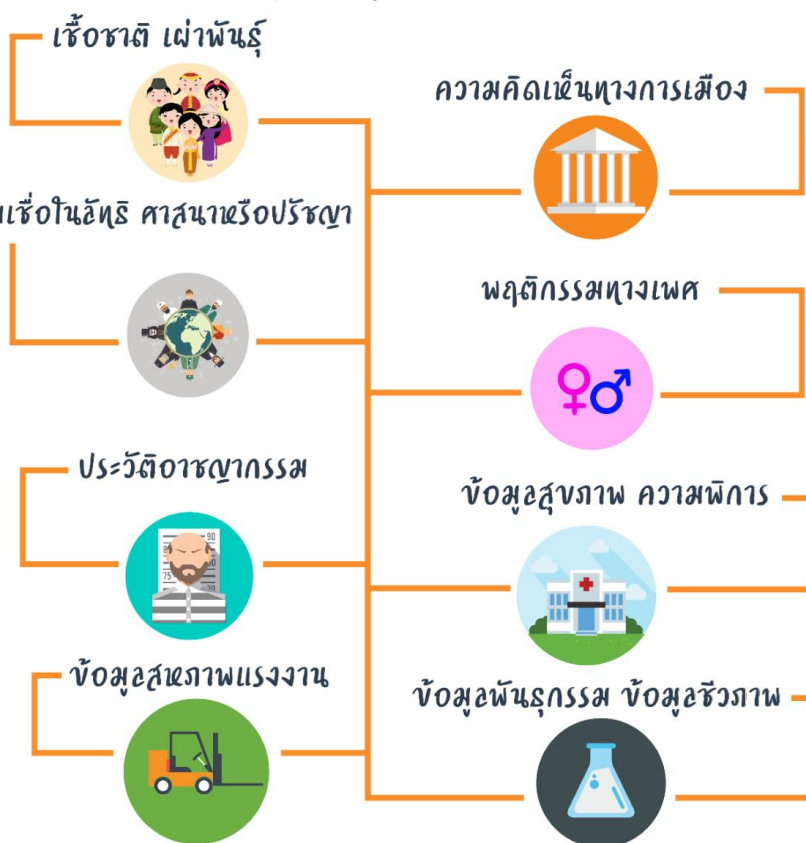 เชื้อชาติ เผ่าพันธุ์
ความคิดเห็นทางการเมือง
เชื่อในลัทธิ ศาสนาหรือปรัชญา
พฤติกรรมทางเพศ
ประวัติอาชญากรรม
ข้อมูลสุขภาพ ความพิการ
ข้อมูลสหภาพแรงงาน
ข้อมูลพันธุกรรม ข้อมูลชีวภาพ